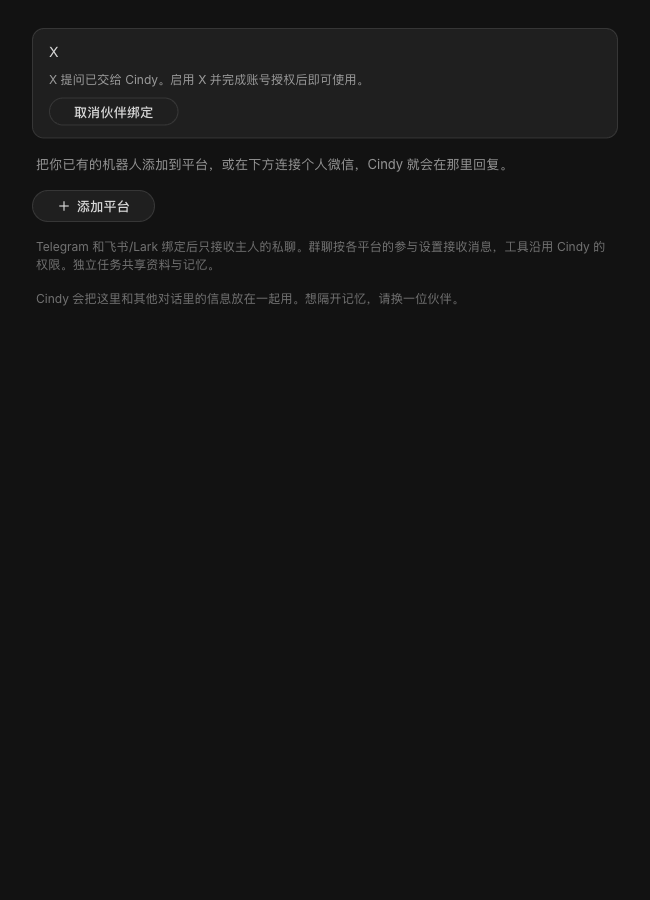 X
X 提问已交给 Cindy。启用 X 并完成账号授权后即可使用。
取消伙伴绑定
把你已有的机器人添加到平台，或在下方连接个人微信，Cindy 就会在那里回复。
+ 添加平台
Telegram 和飞书/Lark 绑定后只接收主人的私聊。群聊按各平台的参与设置接收消息，工具沿用 Cindy 的
权限。独立任务共享资料与记忆。
Cindy 会把这里和其他对话里的信息放在一起用。想隔开记忆，请换一位伙伴。